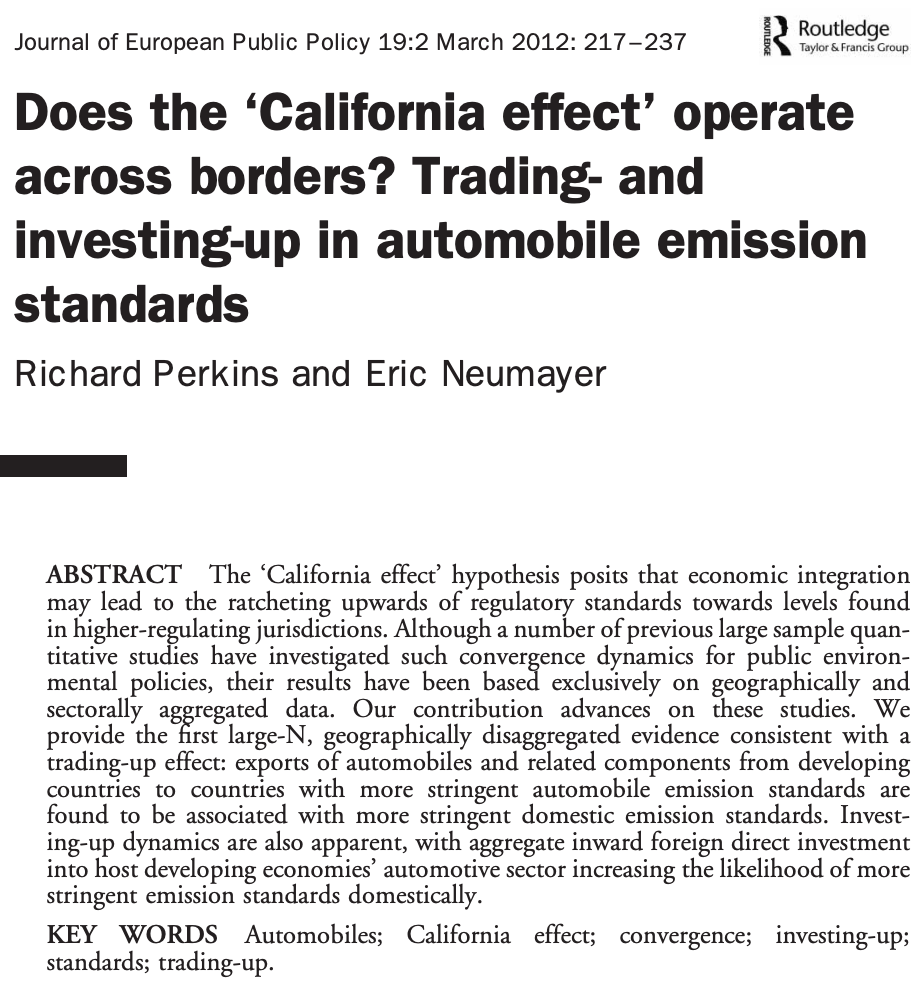 Journal of European Public Policy 19:2 March 2012: 217–237
ROUTLEDGE
Routledge
Taylor & Francis Group
Does the ‘California effect’ operate
across borders? Trading- and
investing-up in automobile emission
standards
Richard Perkins and Eric Neumayer
ABSTRACT The ‘California effect’ hypothesis posits that economic integration
may lead to the ratcheting upwards of regulatory standards towards levels found
in higher-regulating jurisdictions. Although a number of previous large sample quan-
titative studies have investigated such convergence dynamics for public environ-
mental policies, their results have been based exclusively on geographically and
sectorally aggregated data. Our contribution advances on these studies. We
provide the first large-N, geographically disaggregated evidence consistent with a
trading-up effect: exports of automobiles and related components from developing
countries to countries with more stringent automobile emission standards are
found to be associated with more stringent domestic emission standards. Invest-
ing-up dynamics are also apparent, with aggregate inward foreign direct investment
into host developing economies’ automotive sector increasing the likelihood of more
stringent emission standards domestically.
KEY WORDS Automobiles; California effect; convergence; investing-up;
standards; trading-up.